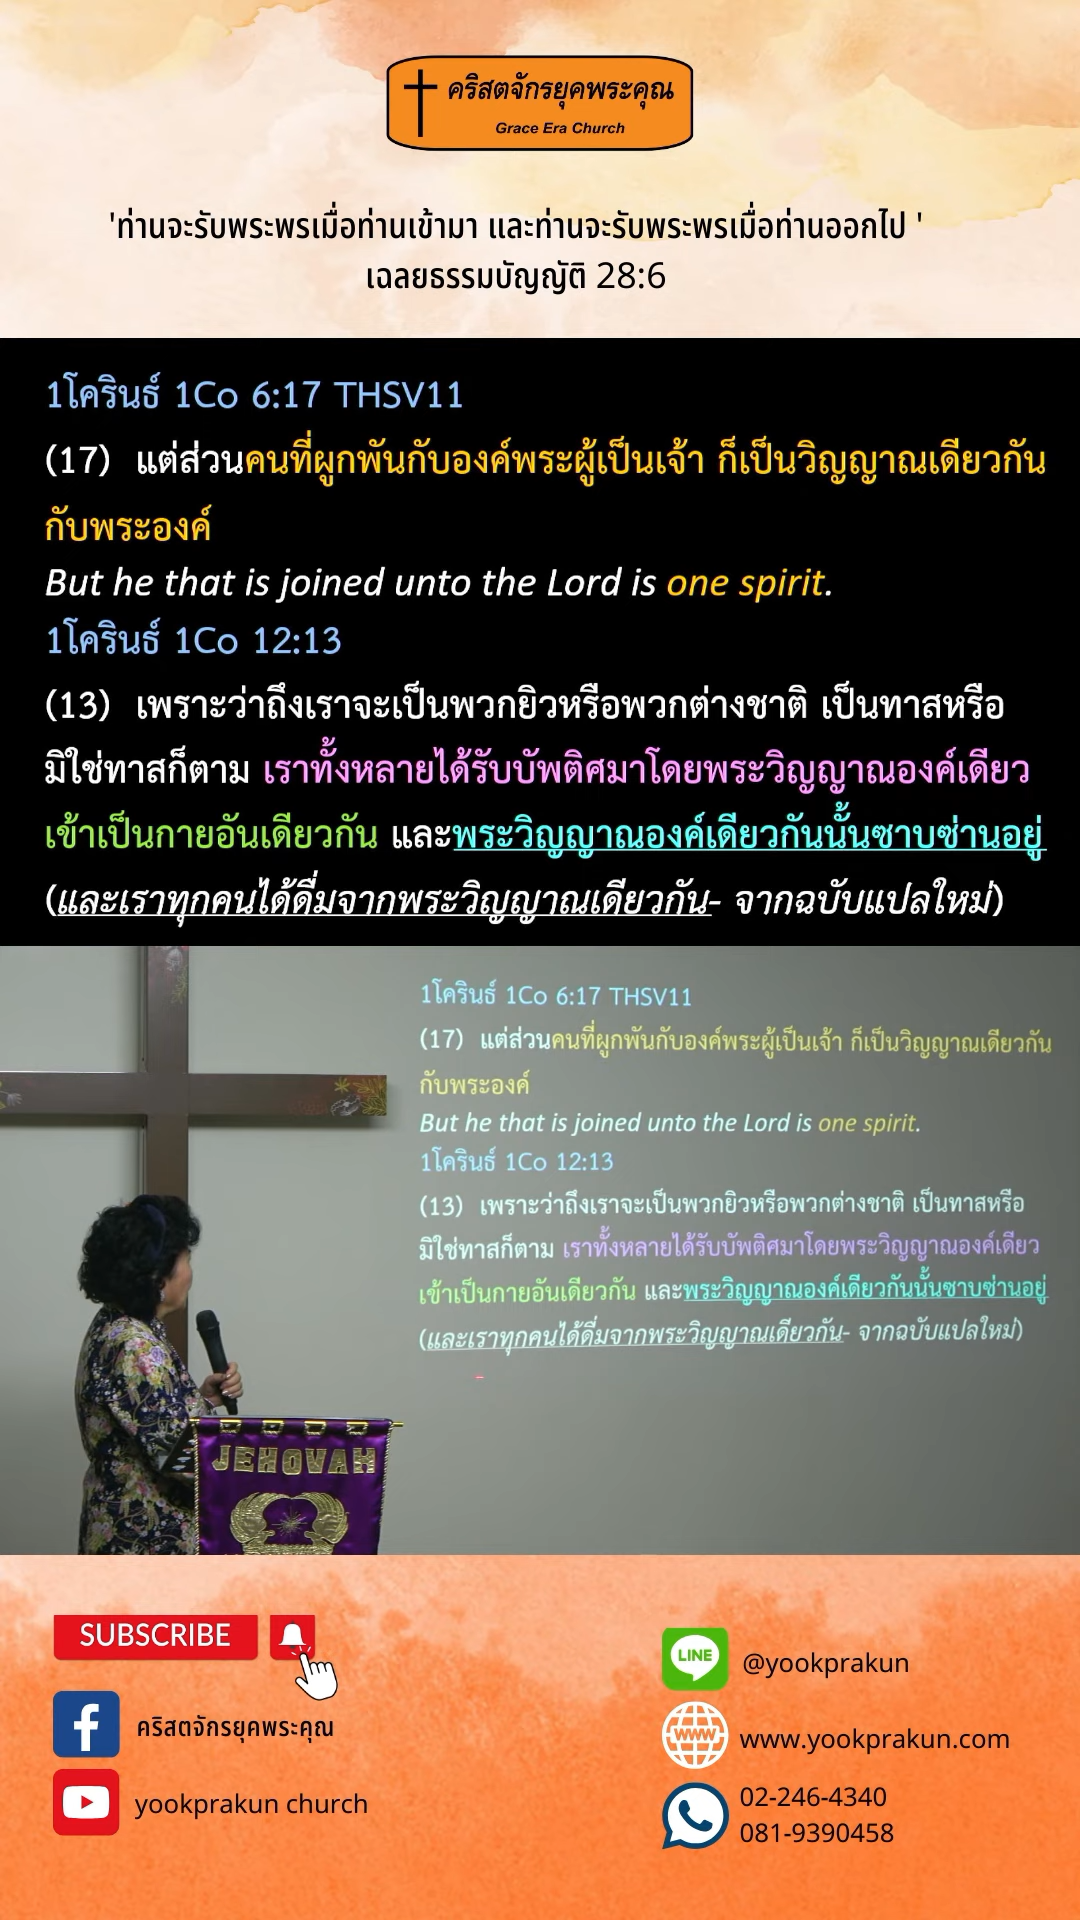 คริสตจักรยุคพระคุณ
Grace Era Church
'ท่านจะรับพระพรเมื่อท่านเข้ามา และท่านจะรับพระพรเมื่อท่านออกไป '
เฉลยธรรมบัญญัติ 28:6
1โครินธ์ 1Co 6:17 THSV11
(17) แต่ส่วนคนที่ผูกพันกับองค์พระผู้เป็นเจ้า ก็เป็นวิญญาณเดียวกัน
กับพระองค์
But he that is joined unto the Lord is one spirit.
1โครินธ์ 1Co 12:13
(13) เพราะว่าถึงเราจะเป็นพวกยิวหรือพวกต่างชาติ เป็นทาสหรือ
มิใช่ทาสก็ตาม เราทั้งหลายได้รับบัพติศมาโดยพระวิญญาณองค์เดียว
เข้าเป็นกายอันเดียวกัน และพระวิญญาณองค์เดียวกันนั้นซาบซ่านอยู่
(และเราทุกคนได้ดื่มจากพระวิญญาณเดียวกัน- จากฉบับแปลใหม่)
1โครินธ์ 1Co 6:17 THSV11
(17) แต่ส่วนคนที่ผูกพันกับองค์พระผู้เป็นเจ้า ก็เป็นวิญญาณเดียวกัน
กับพระองค์
But he that is joined unto the Lord is one spirit.
1โครินธ์ 1Co 12:13
(13) เพราะว่าถึงเราจะเป็นพวกยิวหรือพวกต่างชาติ เป็นทาสหรือ
มิใช่ทาสก็ตาม เราทั้งหลายได้รับบัพติศมาโดยพระวิญญาณองค์เดียว
เข้าเป็นกายอันเดียวกัน และพระวิญญาณองค์เดียวกันนั้นซาบซ่านอยู่
(และเราทุกคนได้ดื่มจากพระวิญญาณเดียวกัน- จากฉบับแปลใหม่)
JEHOVAH
SUBSCRIBE
คริสตจักรยุคพระคุณ
yookprakun church
LINE
@yookprakun
WWW
www.yookprakun.com
02-246-4340
081-9390458